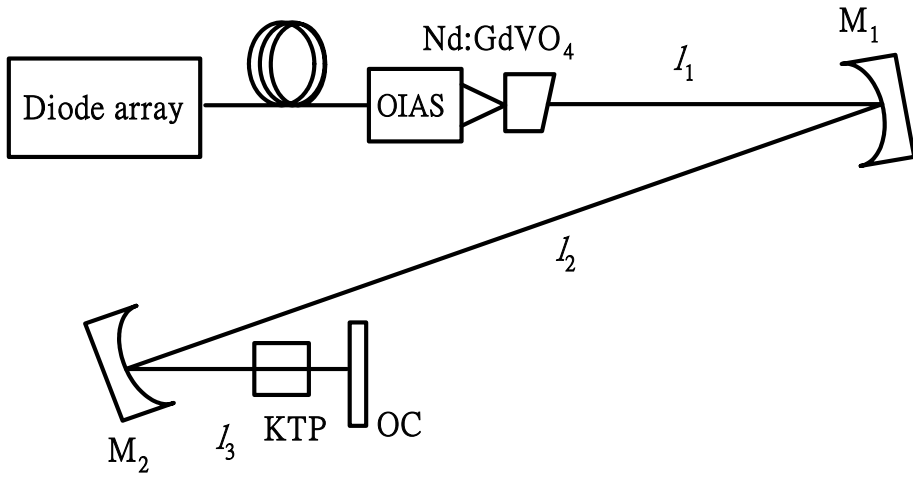 Nd:GdVO₄
M₁
l₁
Diode array
OIAS
l₂
KTP
OC
l₃
M₂